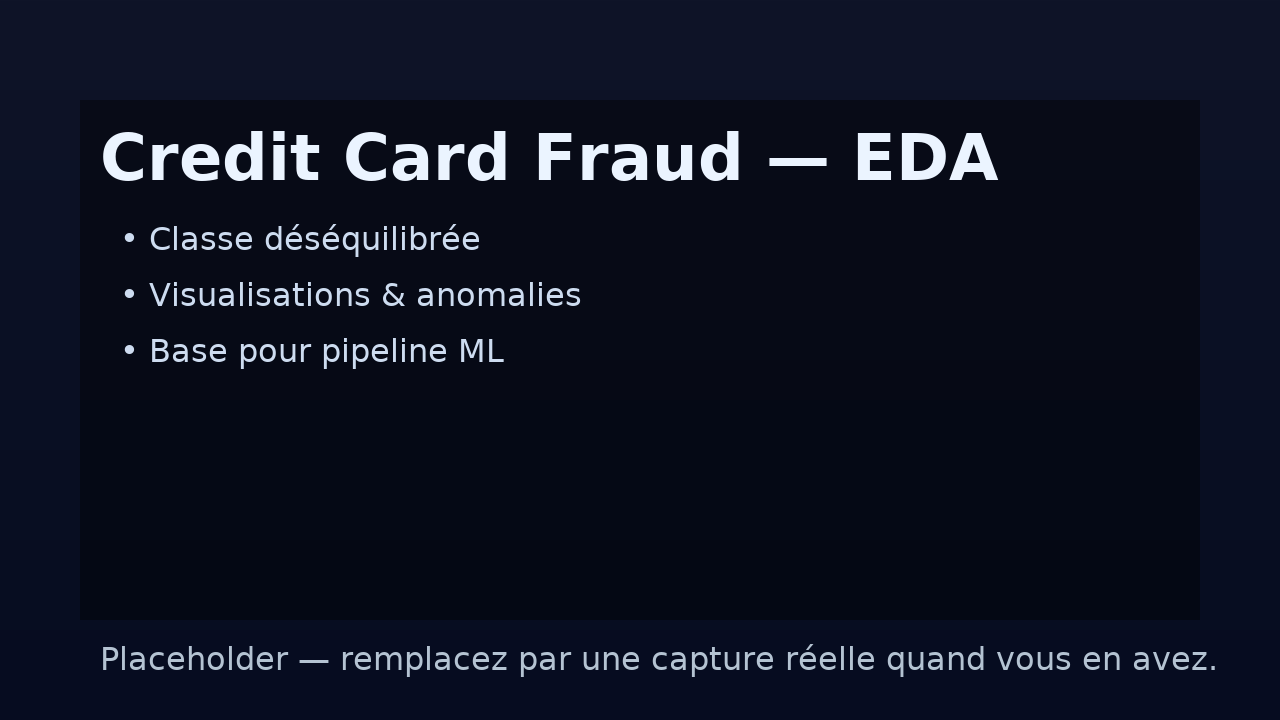 Credit Card Fraud — EDA
• Classe déséquilibrée
• Visualisations & anomalies
• Base pour pipeline ML
Placeholder — remplacez par une capture réelle quand vous en avez.